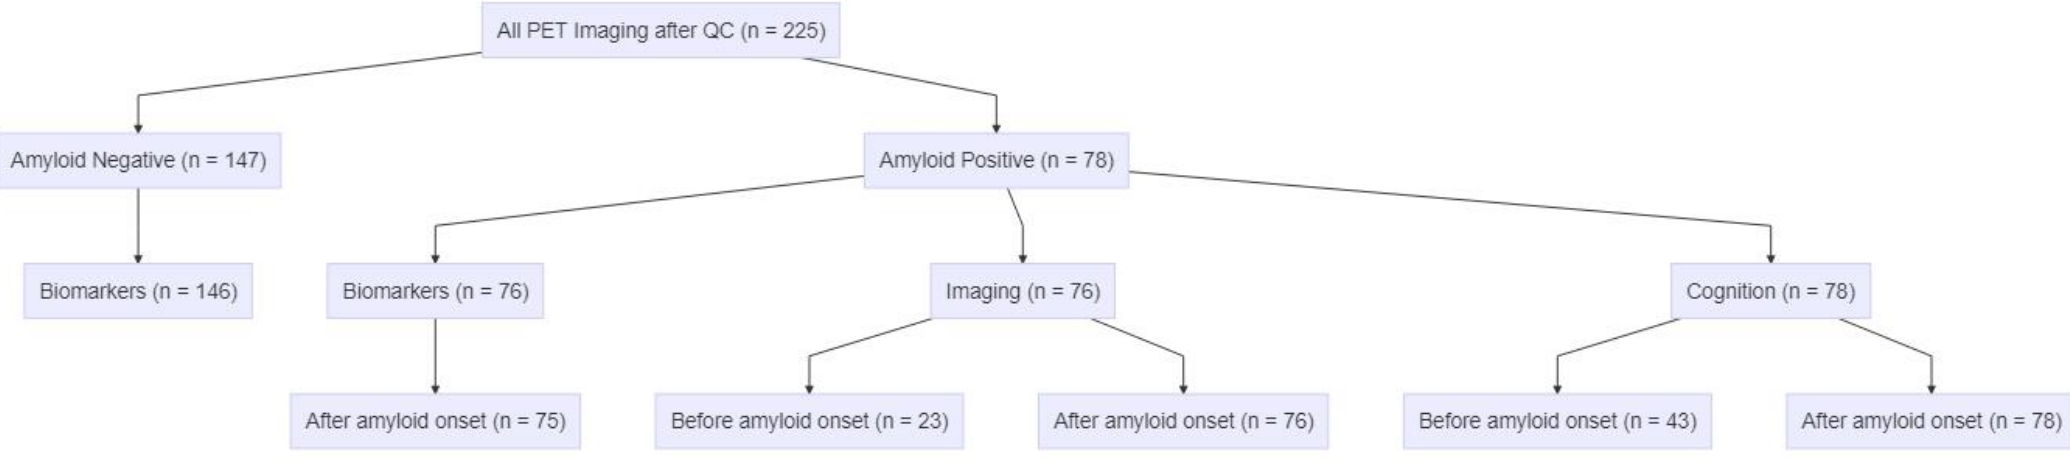 All PET Imaging after QC (n = 225)
Amyloid Negative (n = 147)
Amyloid Positive (n = 78)
Biomarkers (n = 146)
Biomarkers (n = 76)
Imaging (n = 76)
Cognition (n = 78)
After amyloid onset (n = 75)
Before amyloid onset (n = 23)
After amyloid onset (n = 76)
Before amyloid onset (n = 43)
After amyloid onset (n = 78)